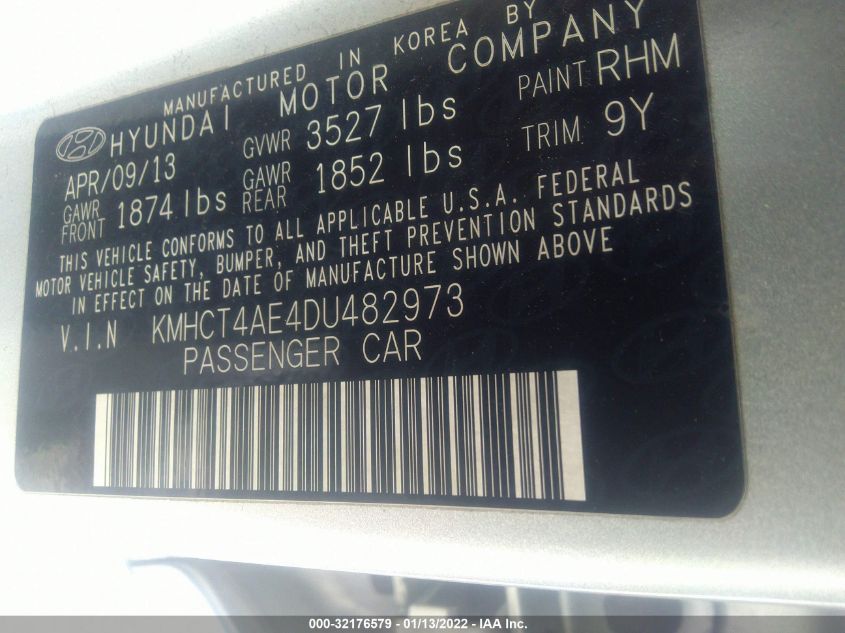 MANUFACTURED IN KOREA BY
HYUNDAI MOTOR COMPANY
APR/09/13 GVWR 3527 lbs PAINT RHM
GAWR FRONT 1874 lbs GAWR REAR 1852 lbs TRIM 9Y
THIS VEHICLE CONFORMS TO ALL APPLICABLE U.S.A. FEDERAL
MOTOR VEHICLE SAFETY, BUMPER, AND THEFT PREVENTION STANDARDS
IN EFFECT ON THE DATE OF MANUFACTURE SHOWN ABOVE
V.I.N KMHCT4AE4DU482973
PASSENGER CAR
000-32176579 - 01/13/2022 - IAA Inc.